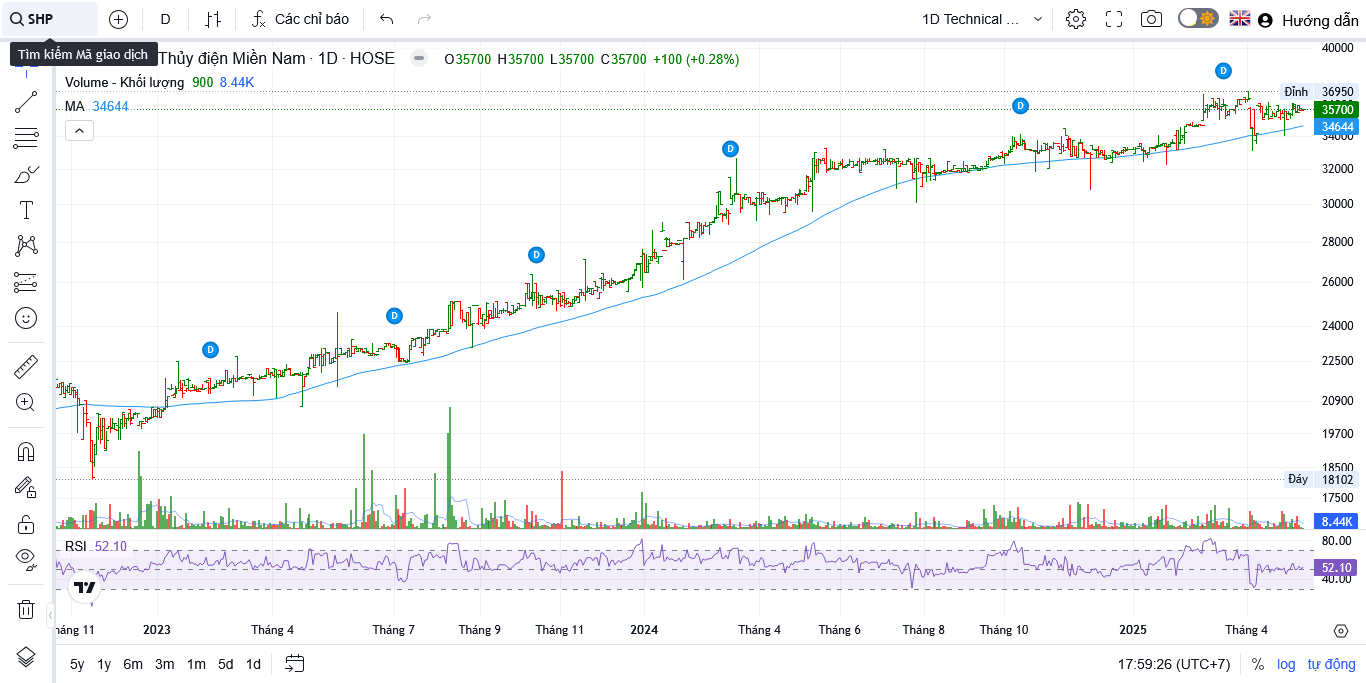 SHP D Các chỉ báo 1D Technical ... Hướng dẫn
Tìm kiếm Mã giao dịch
Thủy điện Miền Nam · 1D · HOSE O35700 H35700 L35700 C35700 +100 (+0.28%)
Volume - Khối lượng 900 8.44K
MA 34644
D
D
D
D
D
D
40000
Đỉnh 36950
35700
34644
34000
32000
30000
28000
26000
24000
22500
20900
19700
18500
Đáy 18102
17500
8.44K
RSI 52.10
80.00
52.10
40.00
háng 11 2023 Tháng 4 Tháng 7 Tháng 9 Tháng 11 2024 Tháng 4 Tháng 6 Tháng 8 Tháng 10 2025 Tháng 4
5y 1y 6m 3m 1m 5d 1d 17:59:26 (UTC+7) % log tự động